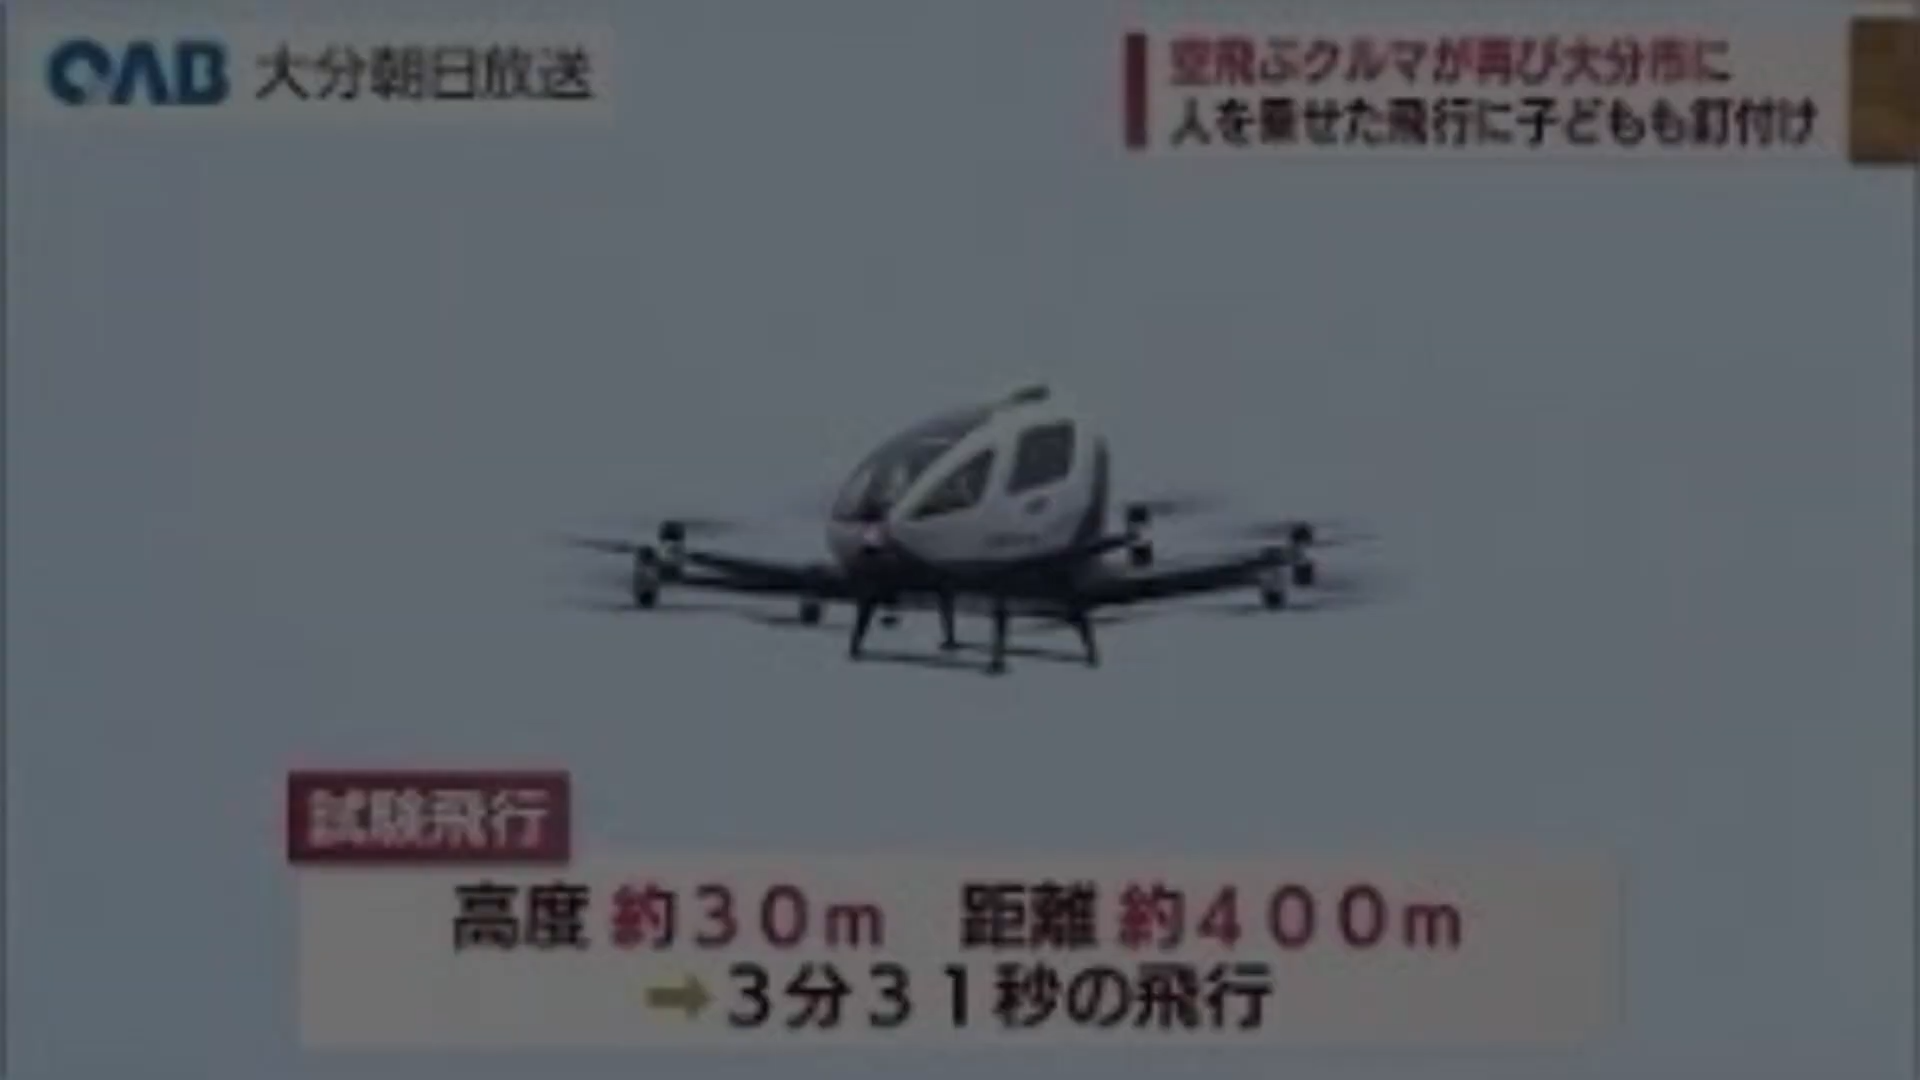 OAB 大分朝日放送
空飛ぶクルマが再び大分市に
人を乗せた飛行に子どもも釘付け
試験飛行
高度 約30m 距離 約400m
➡3分31秒の飛行